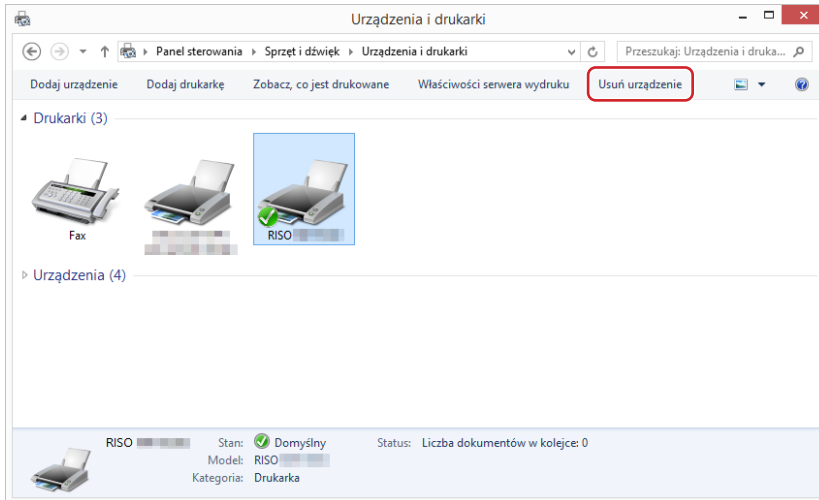 Urządzenia i drukarki
Panel sterowania Sprzęt i dźwięk Urządzenia i drukarki Przeszukaj: Urządzenia i druka...
Dodaj urządzenie Dodaj drukarkę Zobacz, co jest drukowane Właściwości serwera wydruku Usuń urządzenie
Drukarki (3)
Fax
RISO
Urządzenia (4)
RISO Stan: Domyślny Status: Liczba dokumentów w kolejce: 0
Model: RISO
Kategoria: Drukarka